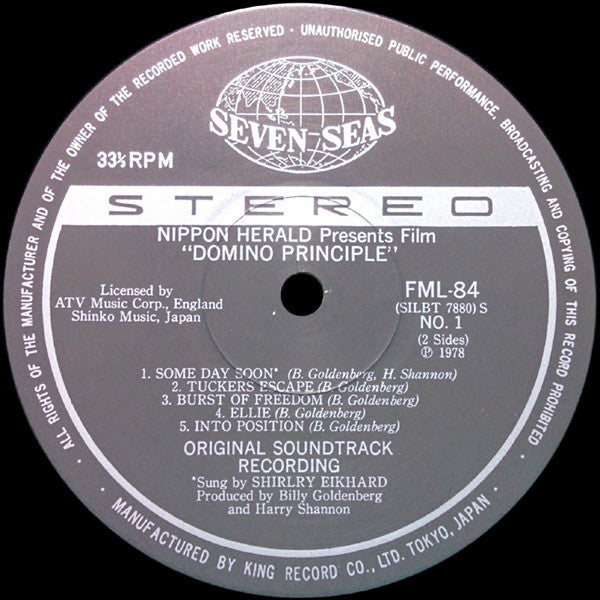 · ALL RIGHTS OF THE MANUFACTURER AND OF THE OWNER OF THE RECORDED WORK RESERVED · UNAUTHORISED PUBLIC PERFORMANCE, BROADCASTING AND COPYING OF THIS RECORD PROHIBITED ·
SEVEN SEAS
33⅓ RPM
STEREO
NIPPON HERALD Presents Film
"DOMINO PRINCIPLE"
Licensed by
ATV Music Corp., England
Shinko Music, Japan
FML-84
(SILBT 7880) S
NO. 1
(2 Sides)
Ⓟ 1978
1. SOME DAY SOON* (B. Goldenberg, H. Shannon)
2. TUCKERS ESCAPE (B. Goldenberg)
3. BURST OF FREEDOM (B. Goldenberg)
4. ELLIE (B. Goldenberg)
5. INTO POSITION (B. Goldenberg)
ORIGINAL SOUNDTRACK
RECORDING
*Sung by SHIRLRY EIKHARD
Produced by Billy Goldenberg
and Harry Shannon
MANUFACTURED BY KING RECORD CO., LTD. TOKYO, JAPAN